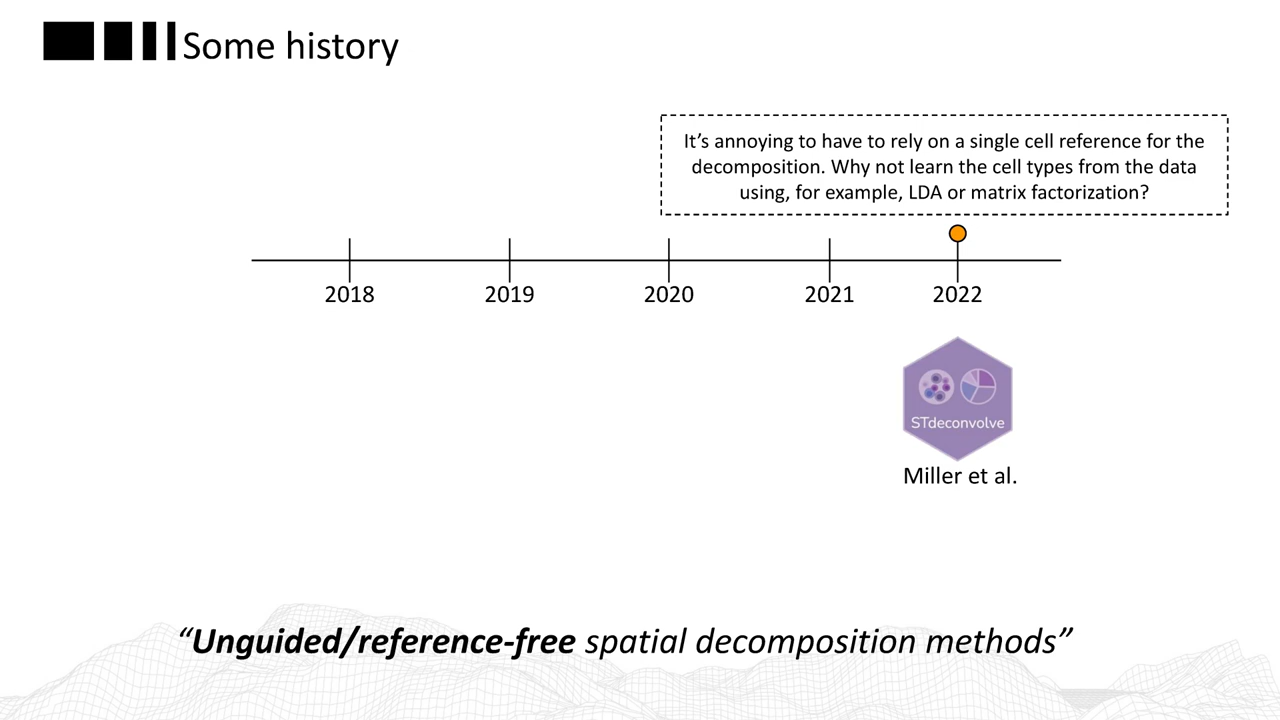 Some history
It’s annoying to have to rely on a single cell reference for the
decomposition. Why not learn the cell types from the data
using, for example, LDA or matrix factorization?
2018 2019 2020 2021 2022
STdeconvolve
Miller et al.
“Unguided/reference-free spatial decomposition methods”